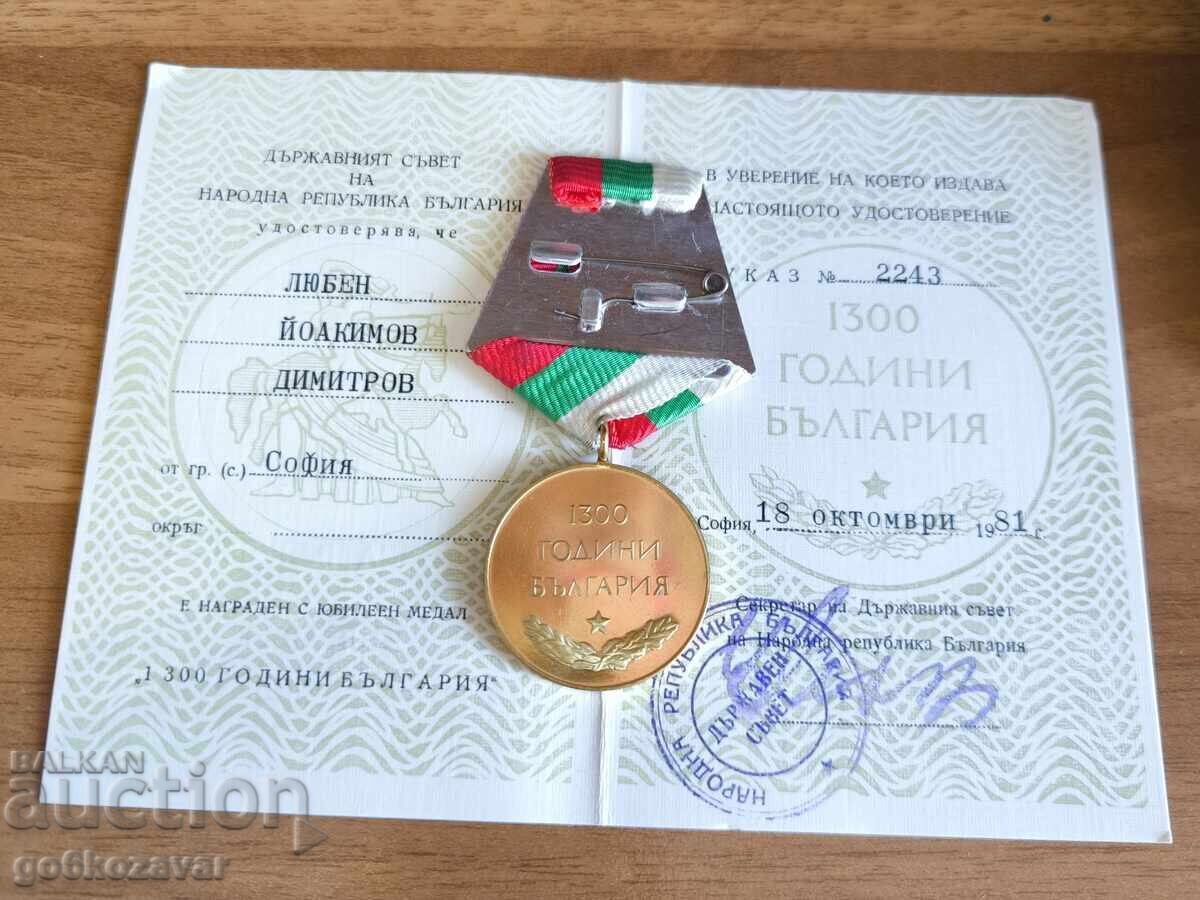 ДЪРЖАВНИЯТ СЪВЕТ
НА
НАРОДНА РЕПУБЛИКА БЪЛГАРИЯ
удостоверява, че
ЛЮБЕН
ЙОАКИМОВ
ДИМИТРОВ
от гр. (с.) София
окръг
Е НАГРАДЕН С ЮБИЛЕЕН МЕДАЛ
„1300 ГОДИНИ БЪЛГАРИЯ“
В УВЕРЕНИЕ НА КОЕТО ИЗДАВА
НАСТОЯЩОТО УДОСТОВЕРЕНИЕ
УКАЗ № 2243
1300
ГОДИНИ
БЪЛГАРИЯ
София, 18 октомври 1981 г.
Секретар на Държавния съвет
на Народна република България
НАРОДНА РЕПУБЛИКА БЪЛГАРИЯ
ДЪРЖАВЕН
СЪВЕТ
1300
ГОДИНИ
БЪЛГАРИЯ
BALKAN
auction
go6kozavar